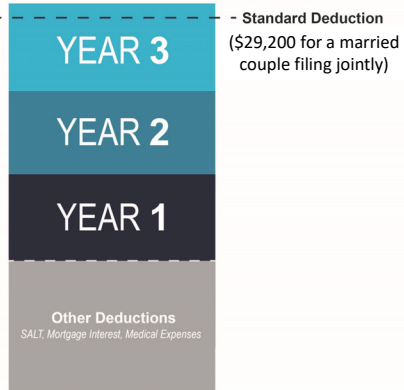 Standard Deduction
($29,200 for a married
couple filing jointly)
YEAR 3
YEAR 2
YEAR 1
Other Deductions
SALT, Mortgage Interest, Medical Expenses